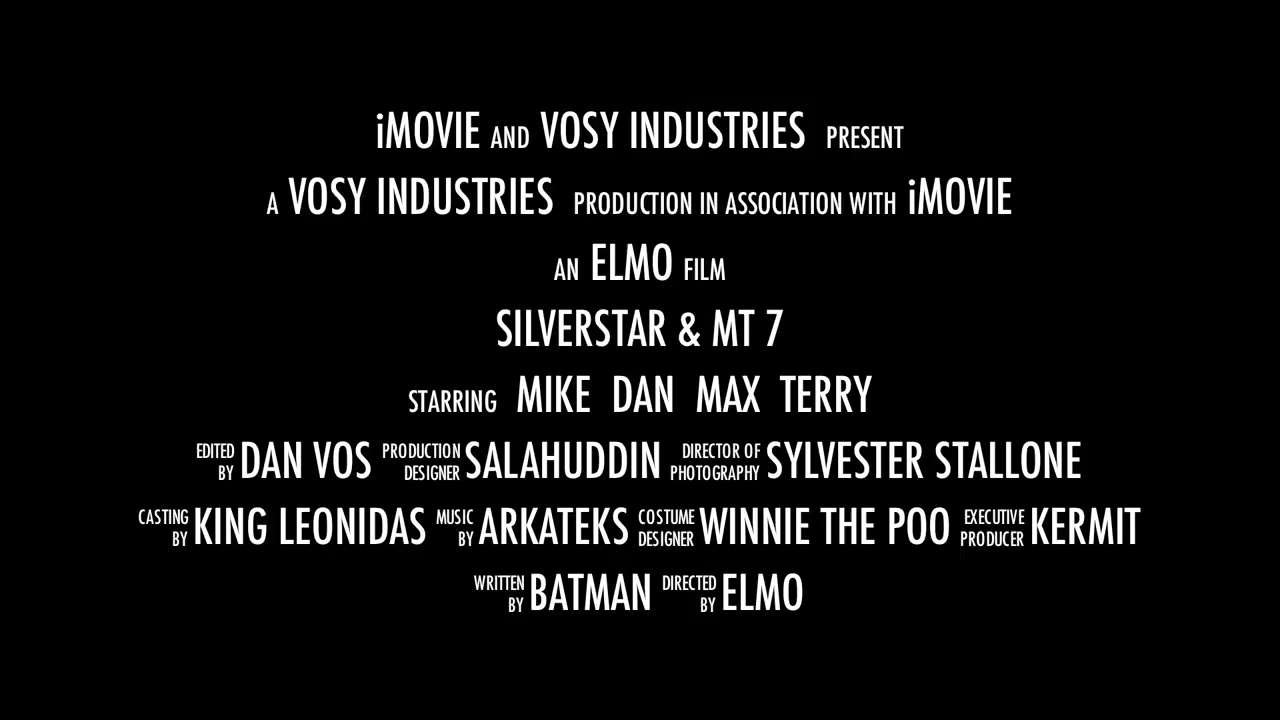 iMOVIE AND VOSY INDUSTRIES PRESENT
A VOSY INDUSTRIES PRODUCTION IN ASSOCIATION WITH iMOVIE
AN ELMO FILM
SILVERSTAR & MT 7
STARRING MIKE DAN MAX TERRY
EDITED BY DAN VOS PRODUCTION DESIGNER SALAHUDDIN DIRECTOR OF PHOTOGRAPHY SYLVESTER STALLONE
CASTING BY KING LEONIDAS MUSIC BY ARKATEKS COSTUME DESIGNER WINNIE THE POO EXECUTIVE PRODUCER KERMIT
WRITTEN BY BATMAN DIRECTED BY ELMO